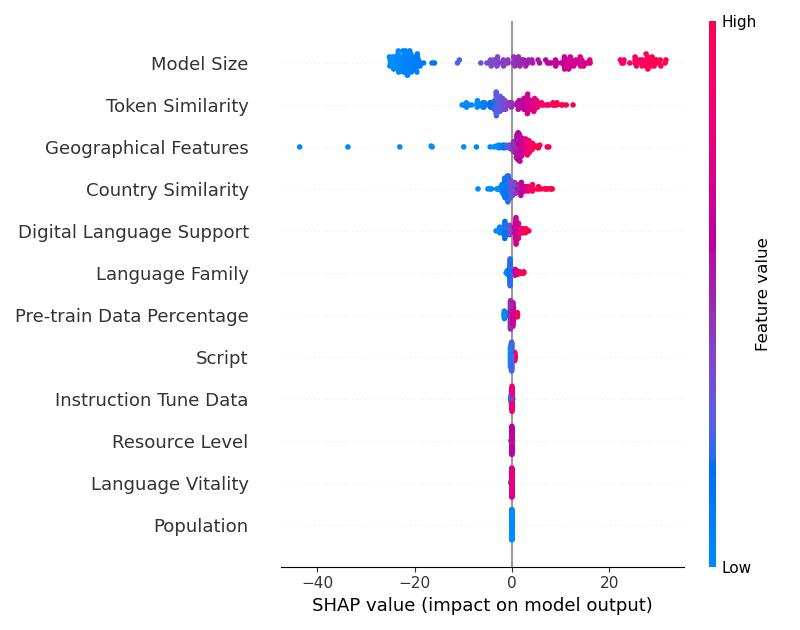 High
Model Size
Token Similarity
Geographical Features
Country Similarity
Digital Language Support
Language Family
Pre-train Data Percentage
Script
Instruction Tune Data
Resource Level
Language Vitality
Population
Feature value
Low
−40 −20 0 20
SHAP value (impact on model output)